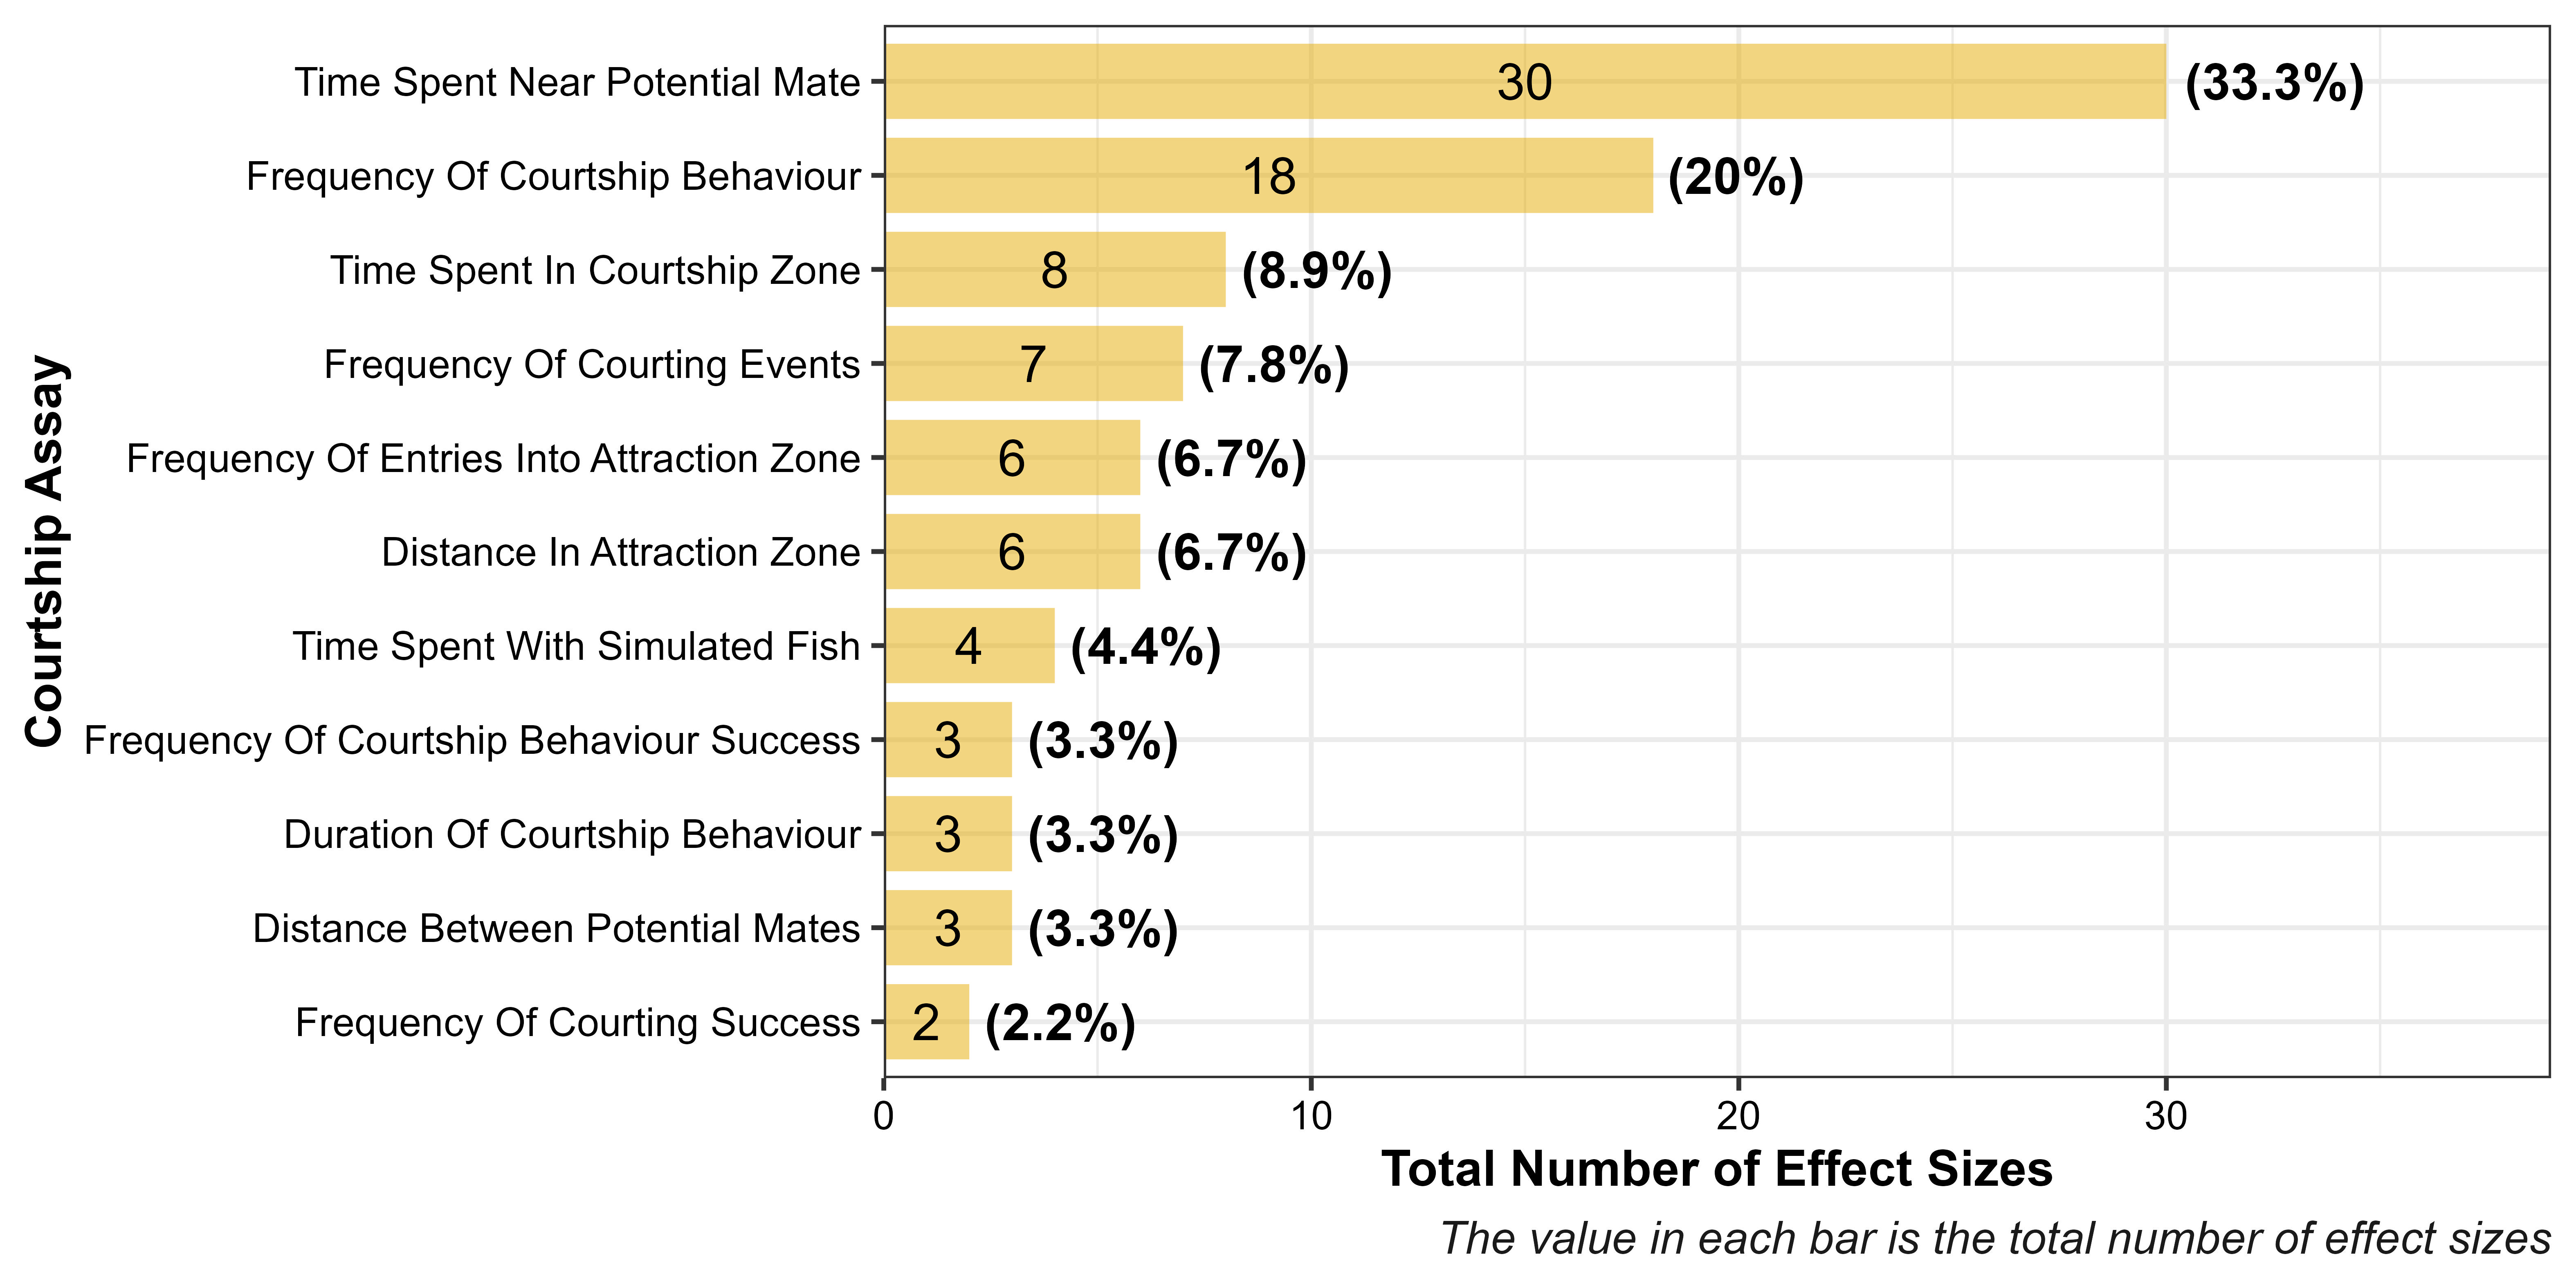 Courtship Assay
Time Spent Near Potential Mate 30 (33.3%)
Frequency Of Courtship Behaviour 18 (20%)
Time Spent In Courtship Zone 8 (8.9%)
Frequency Of Courting Events 7 (7.8%)
Frequency Of Entries Into Attraction Zone 6 (6.7%)
Distance In Attraction Zone 6 (6.7%)
Time Spent With Simulated Fish 4 (4.4%)
Frequency Of Courtship Behaviour Success 3 (3.3%)
Duration Of Courtship Behaviour 3 (3.3%)
Distance Between Potential Mates 3 (3.3%)
Frequency Of Courting Success 2 (2.2%)
0 10 20 30
Total Number of Effect Sizes
The value in each bar is the total number of effect sizes